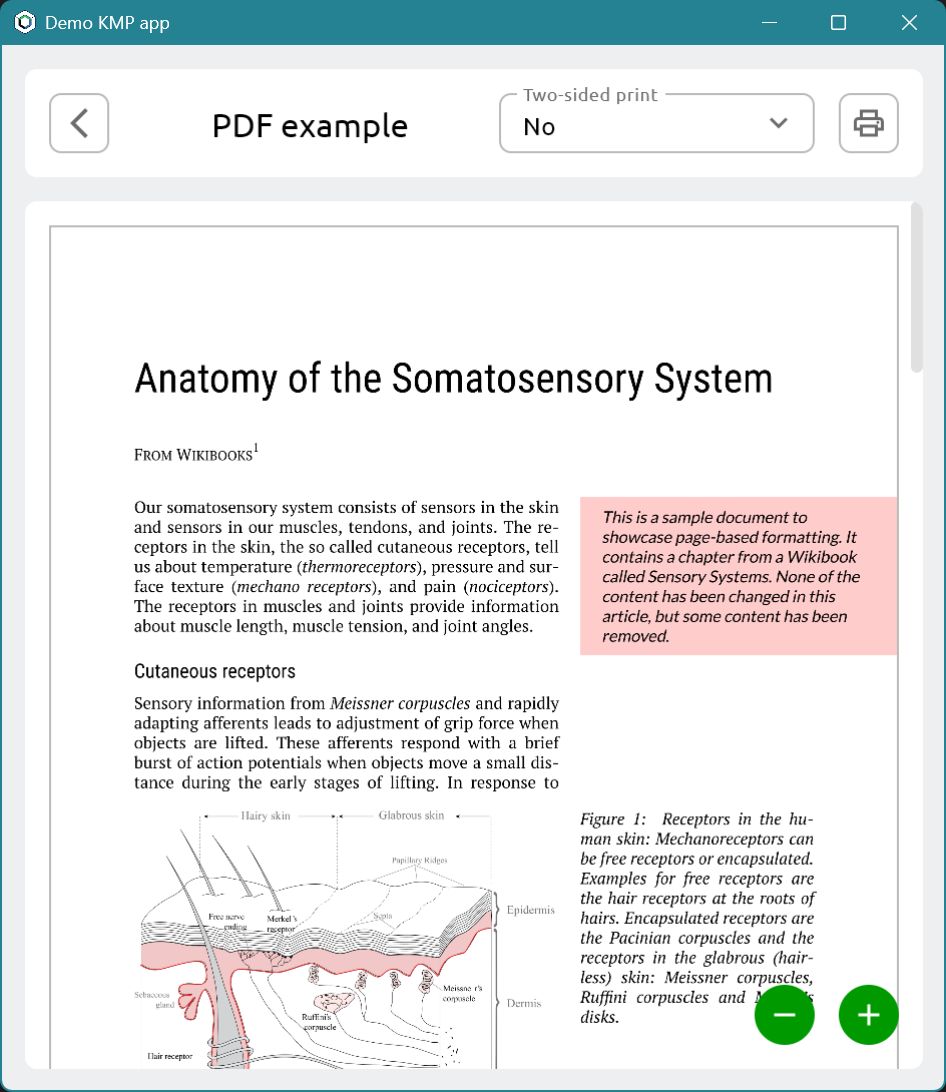 Demo KMP app
PDF example
Two-sided print
No
Anatomy of the Somatosensory System
FROM WIKIBOOKS1
Our somatosensory system consists of sensors in the skin
and sensors in our muscles, tendons, and joints. The re-
ceptors in the skin, the so called cutaneous receptors, tell
us about temperature (thermoreceptors), pressure and sur-
face texture (mechano receptors), and pain (nociceptors).
The receptors in muscles and joints provide information
about muscle length, muscle tension, and joint angles.
This is a sample document to
showcase page-based formatting. It
contains a chapter from a Wikibook
called Sensory Systems. None of the
content has been changed in this
article, but some content has been
removed.
Cutaneous receptors
Sensory information from Meissner corpuscles and rapidly
adapting afferents leads to adjustment of grip force when
objects are lifted. These afferents respond with a brief
burst of action potentials when objects move a small dis-
tance during the early stages of lifting. In response to
Hairy skin
Glabrous skin
Papillary Ridges
Septa
Epidermis
Free nerve
ending
Merkel's
receptor
Sebaceous
gland
Ruffini's
corpuscle
Meissner's
corpuscle
Dermis
Hair receptor
Figure 1: Receptors in the hu-
man skin: Mechanoreceptors can
be free receptors or encapsulated.
Examples for free receptors are
the hair receptors at the roots of
hairs. Encapsulated receptors are
the Pacinian corpuscles and the
receptors in the glabrous (hair-
less) skin: Meissner corpuscles,
Ruffini corpuscles and
disks.